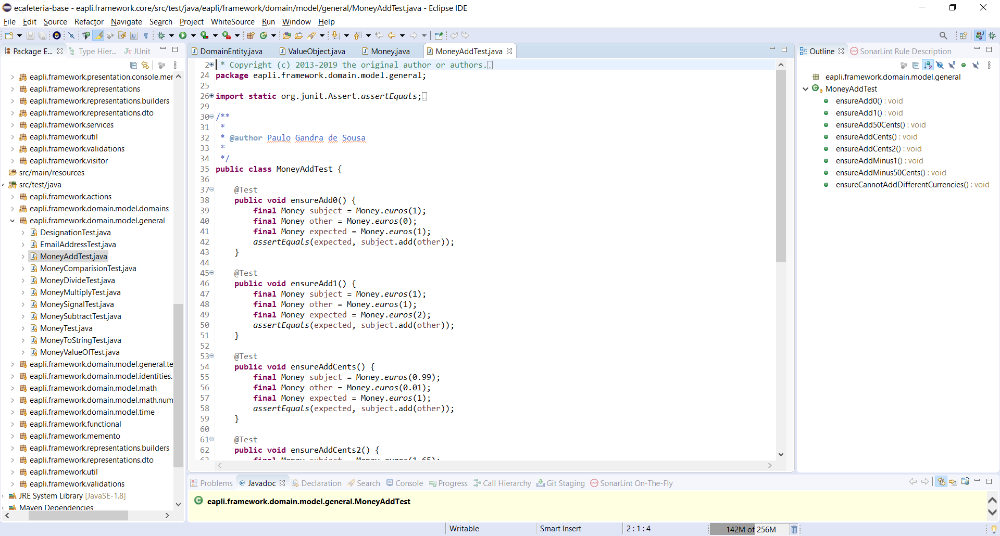 ecafeteria-base - eapli.framework.core/src/test/java/eapli/framework/domain/model/general/MoneyAddTest.java - Eclipse IDE
File Edit Source Refactor Navigate Search Project WhiteSource Run Window Help
Package E... Type Hier... JUnit
eapli.framework.presentation.console.mer
eapli.framework.representations
eapli.framework.representations.builders
eapli.framework.representations.dto
eapli.framework.services
eapli.framework.util
eapli.framework.validations
eapli.framework.visitor
src/main/resources
src/test/java
eapli.framework.actions
eapli.framework.domain.model.domains
eapli.framework.domain.model.general
DesignationTest.java
EmailAddressTest.java
MoneyAddTest.java
MoneyComparisionTest.java
MoneyDivideTest.java
MoneyMultiplyTest.java
MoneySignalTest.java
MoneySubtractTest.java
MoneyTest.java
MoneyToStringTest.java
MoneyValueOfTest.java
eapli.framework.domain.model.general.te
eapli.framework.domain.model.identities.
eapli.framework.domain.model.math
eapli.framework.domain.model.math.num
eapli.framework.domain.model.time
eapli.framework.functional
eapli.framework.memento
eapli.framework.representations.builders
eapli.framework.representations.dto
eapli.framework.util
eapli.framework.validations
JRE System Library [JavaSE-1.8]
Maven Dependencies
DomainEntity.java ValueObject.java Money.java MoneyAddTest.java
2 * Copyright (c) 2013-2019 the original author or authors.
24 package eapli.framework.domain.model.general;
25
26 import static org.junit.Assert.assertEquals;
29
30 /**
31 *
32 * @author Paulo Gandra de Sousa
33 *
34 */
35 public class MoneyAddTest {
36
37 @Test
38 public void ensureAdd0() {
39 final Money subject = Money.euros(1);
40 final Money other = Money.euros(0);
41 final Money expected = Money.euros(1);
42 assertEquals(expected, subject.add(other));
43 }
44
45 @Test
46 public void ensureAdd1() {
47 final Money subject = Money.euros(1);
48 final Money other = Money.euros(1);
49 final Money expected = Money.euros(2);
50 assertEquals(expected, subject.add(other));
51 }
52
53 @Test
54 public void ensureAddCents() {
55 final Money subject = Money.euros(0.99);
56 final Money other = Money.euros(0.01);
57 final Money expected = Money.euros(1);
58 assertEquals(expected, subject.add(other));
59 }
60
61 @Test
62 public void ensureAddCents2() {
63 final Money subject = Money.euros(1.65);
Outline SonarLint Rule Description
eapli.framework.domain.model.general
MoneyAddTest
ensureAdd0() : void
ensureAdd1() : void
ensureAdd50Cents() : void
ensureAddCents() : void
ensureAddCents2() : void
ensureAddMinus1() : void
ensureAddMinus50Cents() : void
ensureCannotAddDifferentCurrencies() : void
Problems @ Javadoc Declaration Search Console Progress Call Hierarchy Git Staging SonarLint On-The-Fly
eapli.framework.domain.model.general.MoneyAddTest
Writable Smart Insert 2 : 1 : 4 142M of 256M